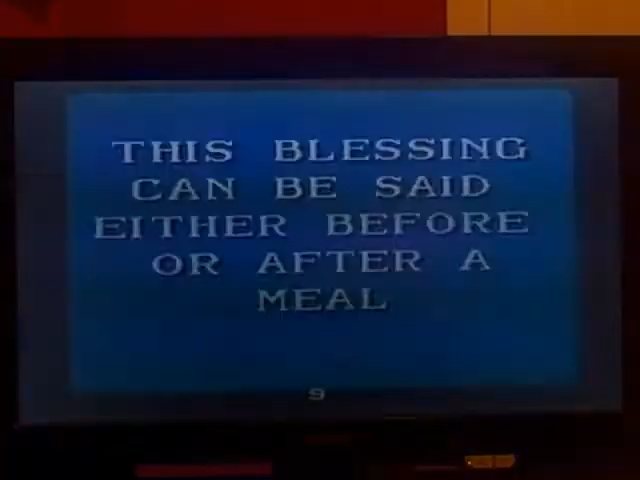 THIS BLESSING
CAN BE SAID
EITHER BEFORE
OR AFTER A
MEAL
9